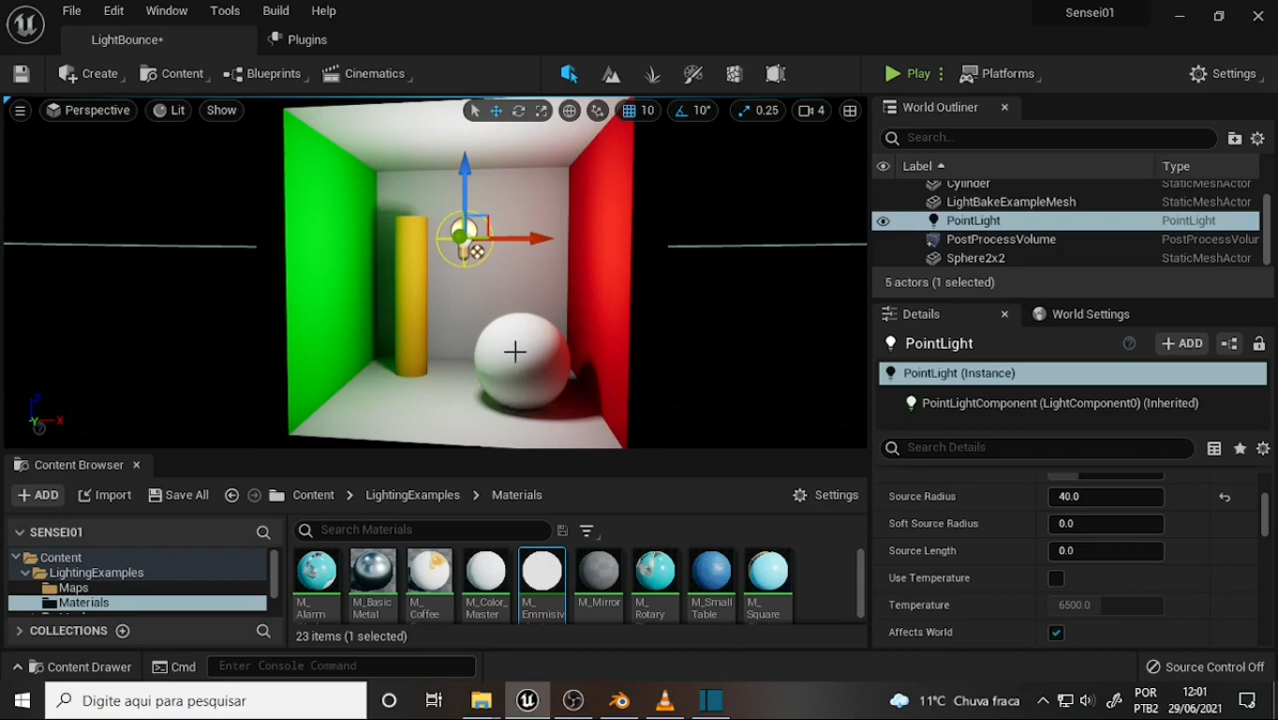 File Edit Window Tools Build Help
Sensei01
LightBounce•
Plugins
Create Content Blueprints Cinematics Play Platforms Settings
Perspective Lit Show 10 10° 0.25 4
World Outliner
Search...
Label Type
Cylinder StaticMeshActor
LightBakeExampleMesh StaticMeshActor
PointLight PointLight
PostProcessVolume PostProcessVolur
Sphere2x2 StaticMeshActor
5 actors (1 selected)
Details World Settings
PointLight + ADD
PointLight (Instance)
PointLightComponent (LightComponent0) (Inherited)
Search Details
Source Radius 40.0
Soft Source Radius 0.0
Source Length 0.0
Use Temperature
Temperature 6500.0
Affects World
Z
Y X
Content Browser
+ ADD Import Save All Content LightingExamples Materials Settings
SENSEI01
Content
LightingExamples
Maps
Materials
COLLECTIONS
Search Materials
M_ Alarm
M_Basic Metal
M_ Coffee
M_Color_ Master
M_ Emmisiv
M_Mirror
M_ Rotary
M_Small Table
M_ Square
23 items (1 selected)
Content Drawer Cmd Enter Console Command Source Control Off
Digite aqui para pesquisar
11°C Chuva fraca
POR
PTB2
12:01
29/06/2021